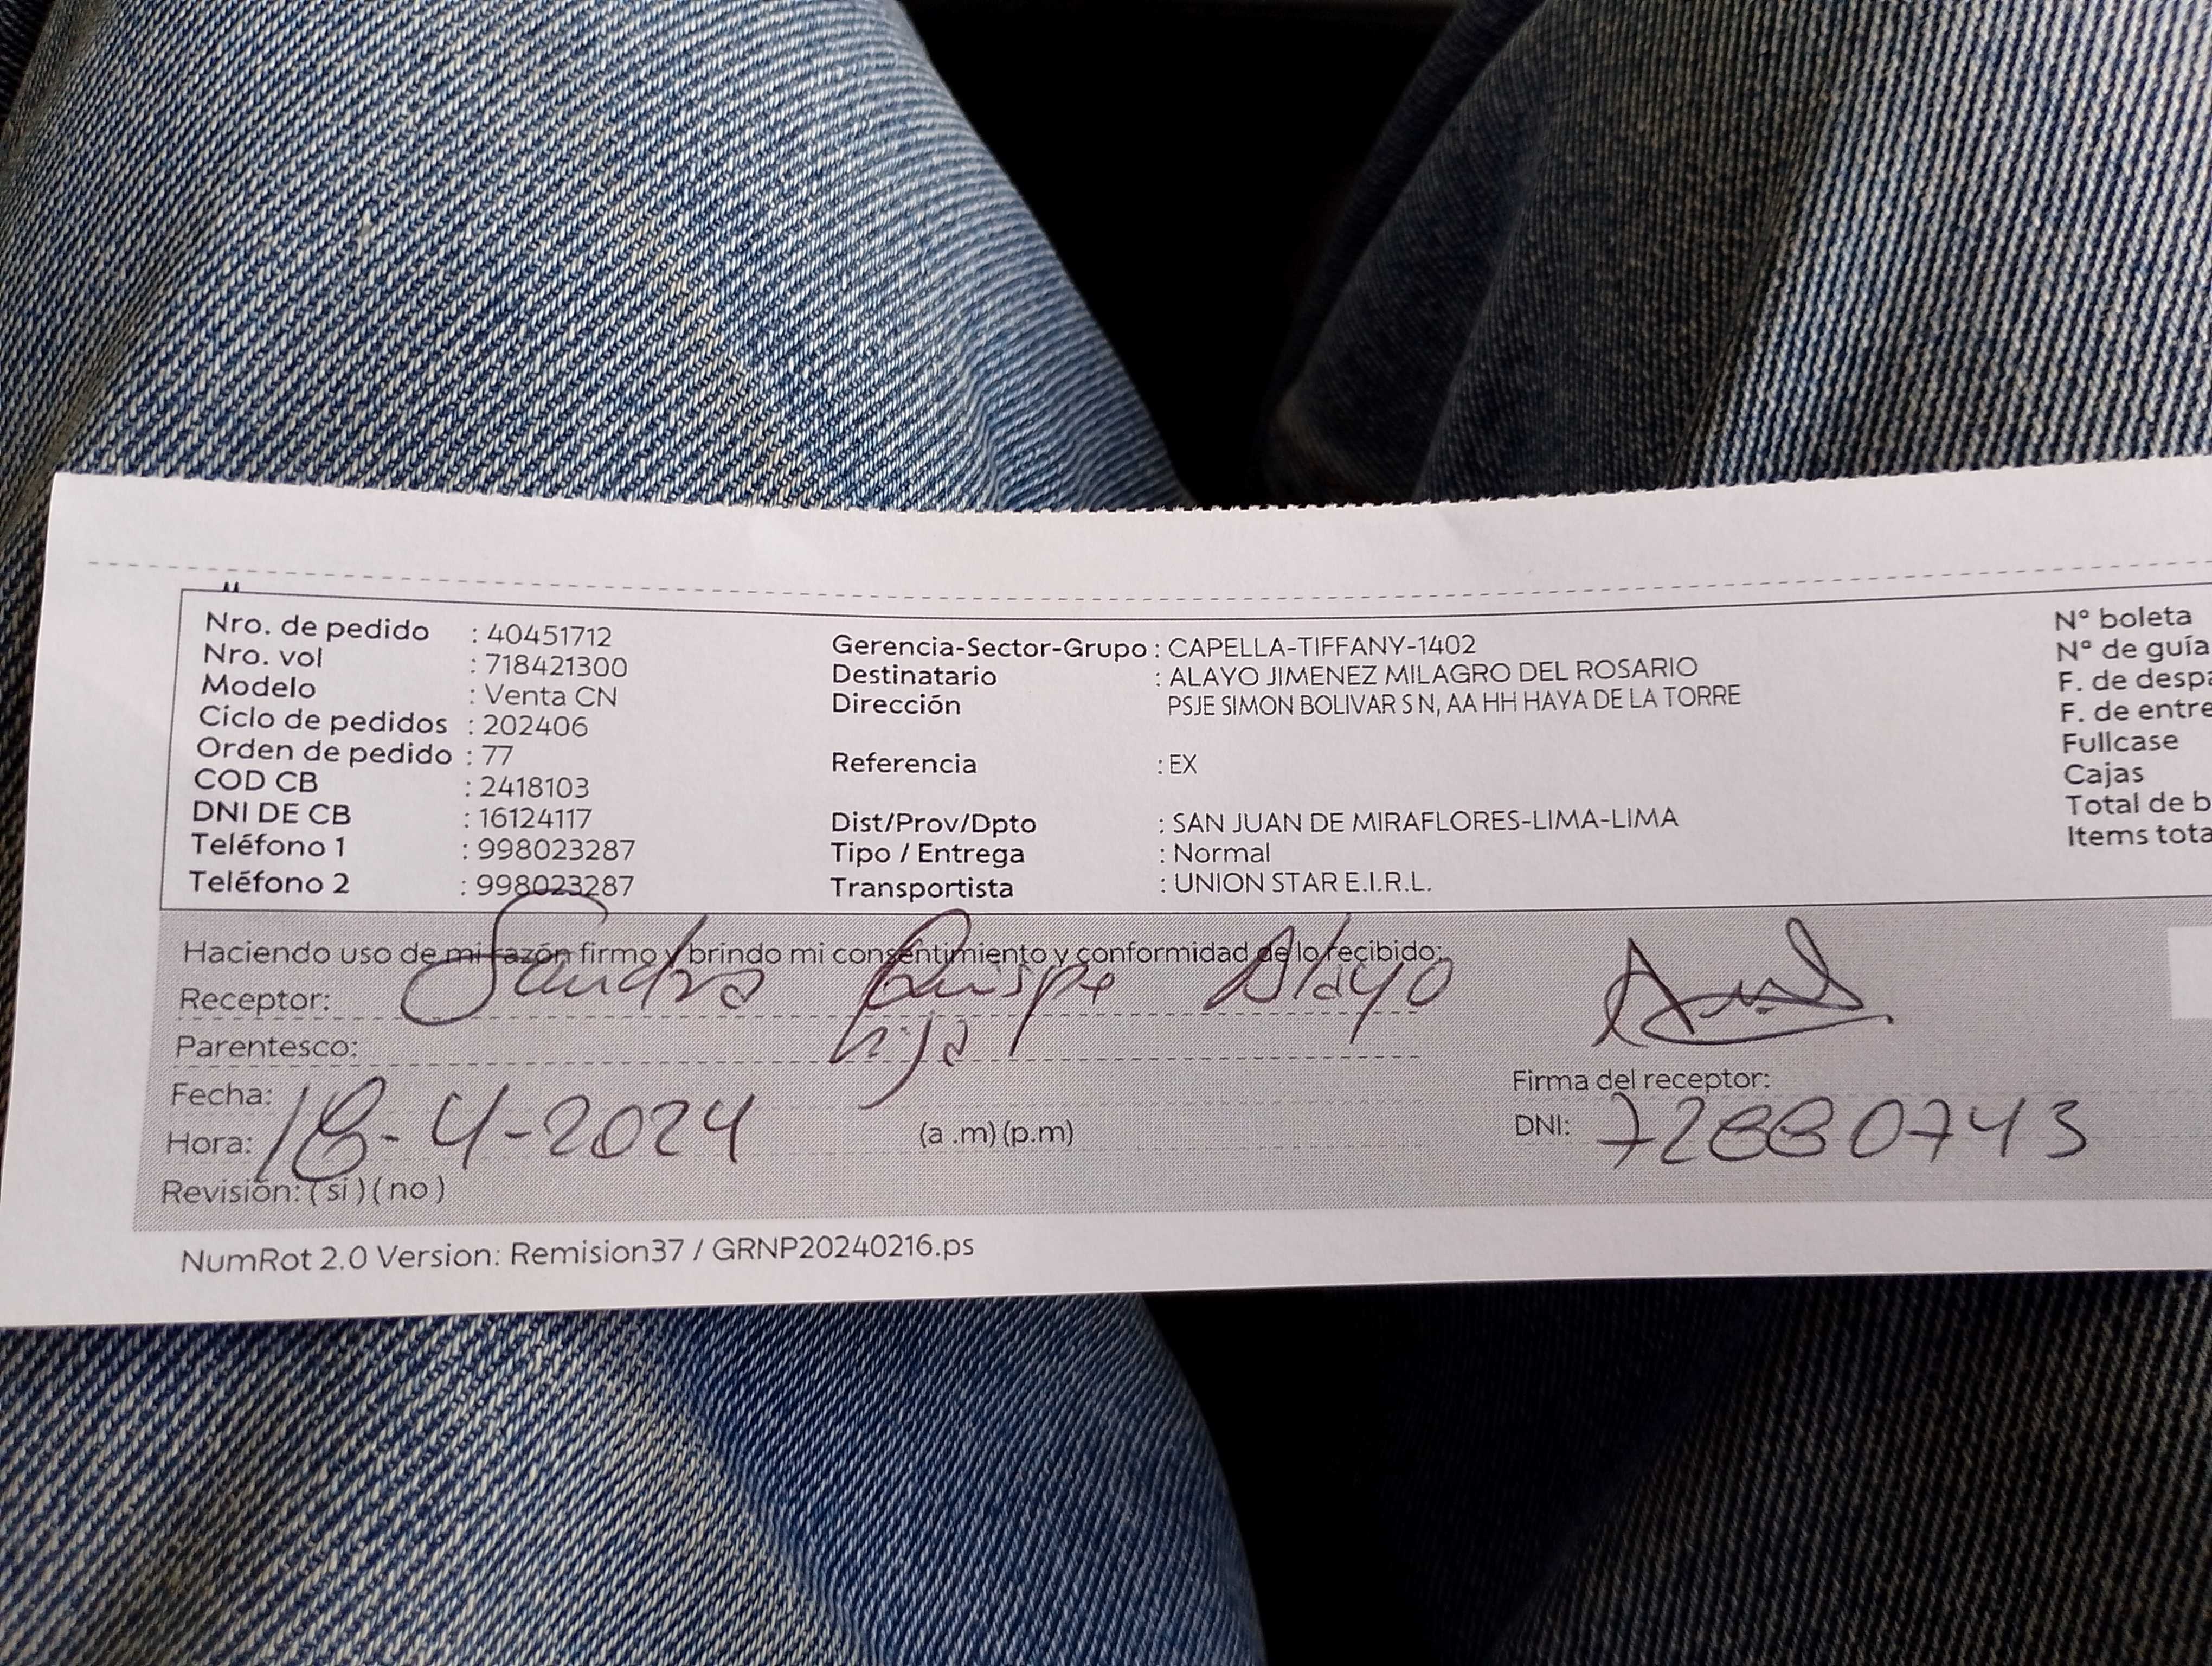 Nro. de pedido : 40451712
Nro. vol : 718421300
Modelo : Venta CN
Ciclo de pedidos : 202406
Orden de pedido : 77
COD CB : 2418103
DNI DE CB : 16124117
Teléfono 1 : 998023287
Teléfono 2 : 998023287
Gerencia-Sector-Grupo : CAPELLA-TIFFANY-1402
Destinatario : ALAYO JIMENEZ MILAGRO DEL ROSARIO
Dirección PSJE SIMON BOLIVAR S N, AA HH HAYA DE LA TORRE
Referencia : EX
Dist/Prov/Dpto : SAN JUAN DE MIRAFLORES-LIMA-LIMA
Tipo / Entrega : Normal
Transportista : UNION STAR E.I.R.L.
N° boleta
N° de guía
F. de despa
F. de entre
Fullcase
Cajas
Total de b
Items tota
Haciendo uso de mi razón firmo y brindo mi consentimiento y conformidad de lo recibido:
Receptor: Sandra Quispe Alayo
Parentesco: hija
Fecha: 18-4-2024
Hora: (a .m) (p.m)
Revisión: ( si ) ( no )
Firma del receptor:
DNI: 72880743
NumRot 2.0 Version: Remision37 / GRNP20240216.ps